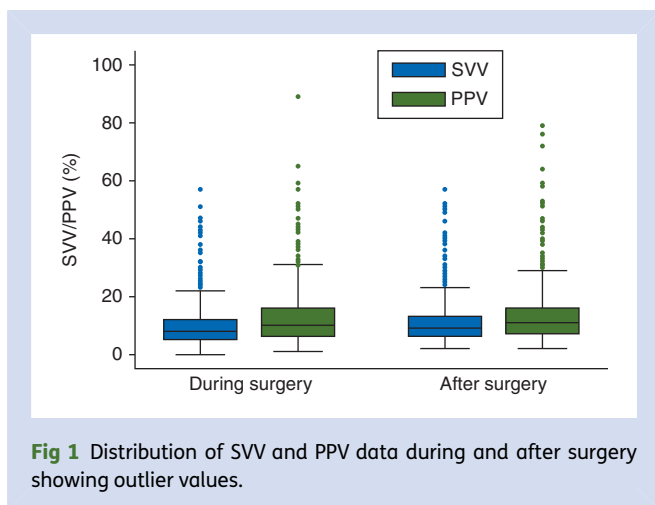 100
80
60
40
20
0
SVV/PPV (%)
SVV
PPV
During surgery
After surgery
Fig 1 Distribution of SVV and PPV data during and after surgery
showing outlier values.